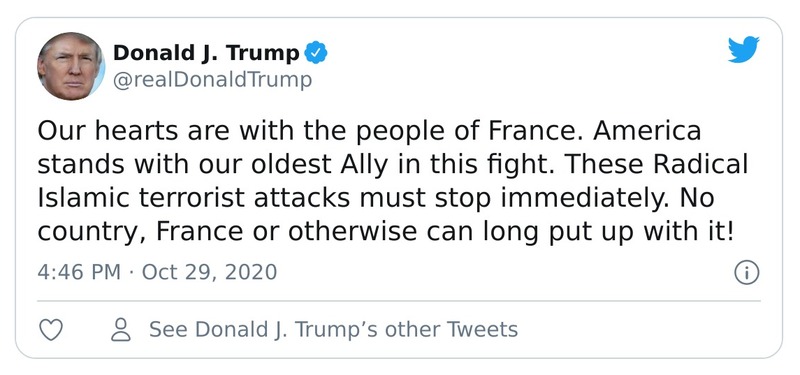 Donald J. Trump
@realDonaldTrump
Our hearts are with the people of France. America
stands with our oldest Ally in this fight. These Radical
Islamic terrorist attacks must stop immediately. No
country, France or otherwise can long put up with it!
4:46 PM · Oct 29, 2020
See Donald J. Trump’s other Tweets